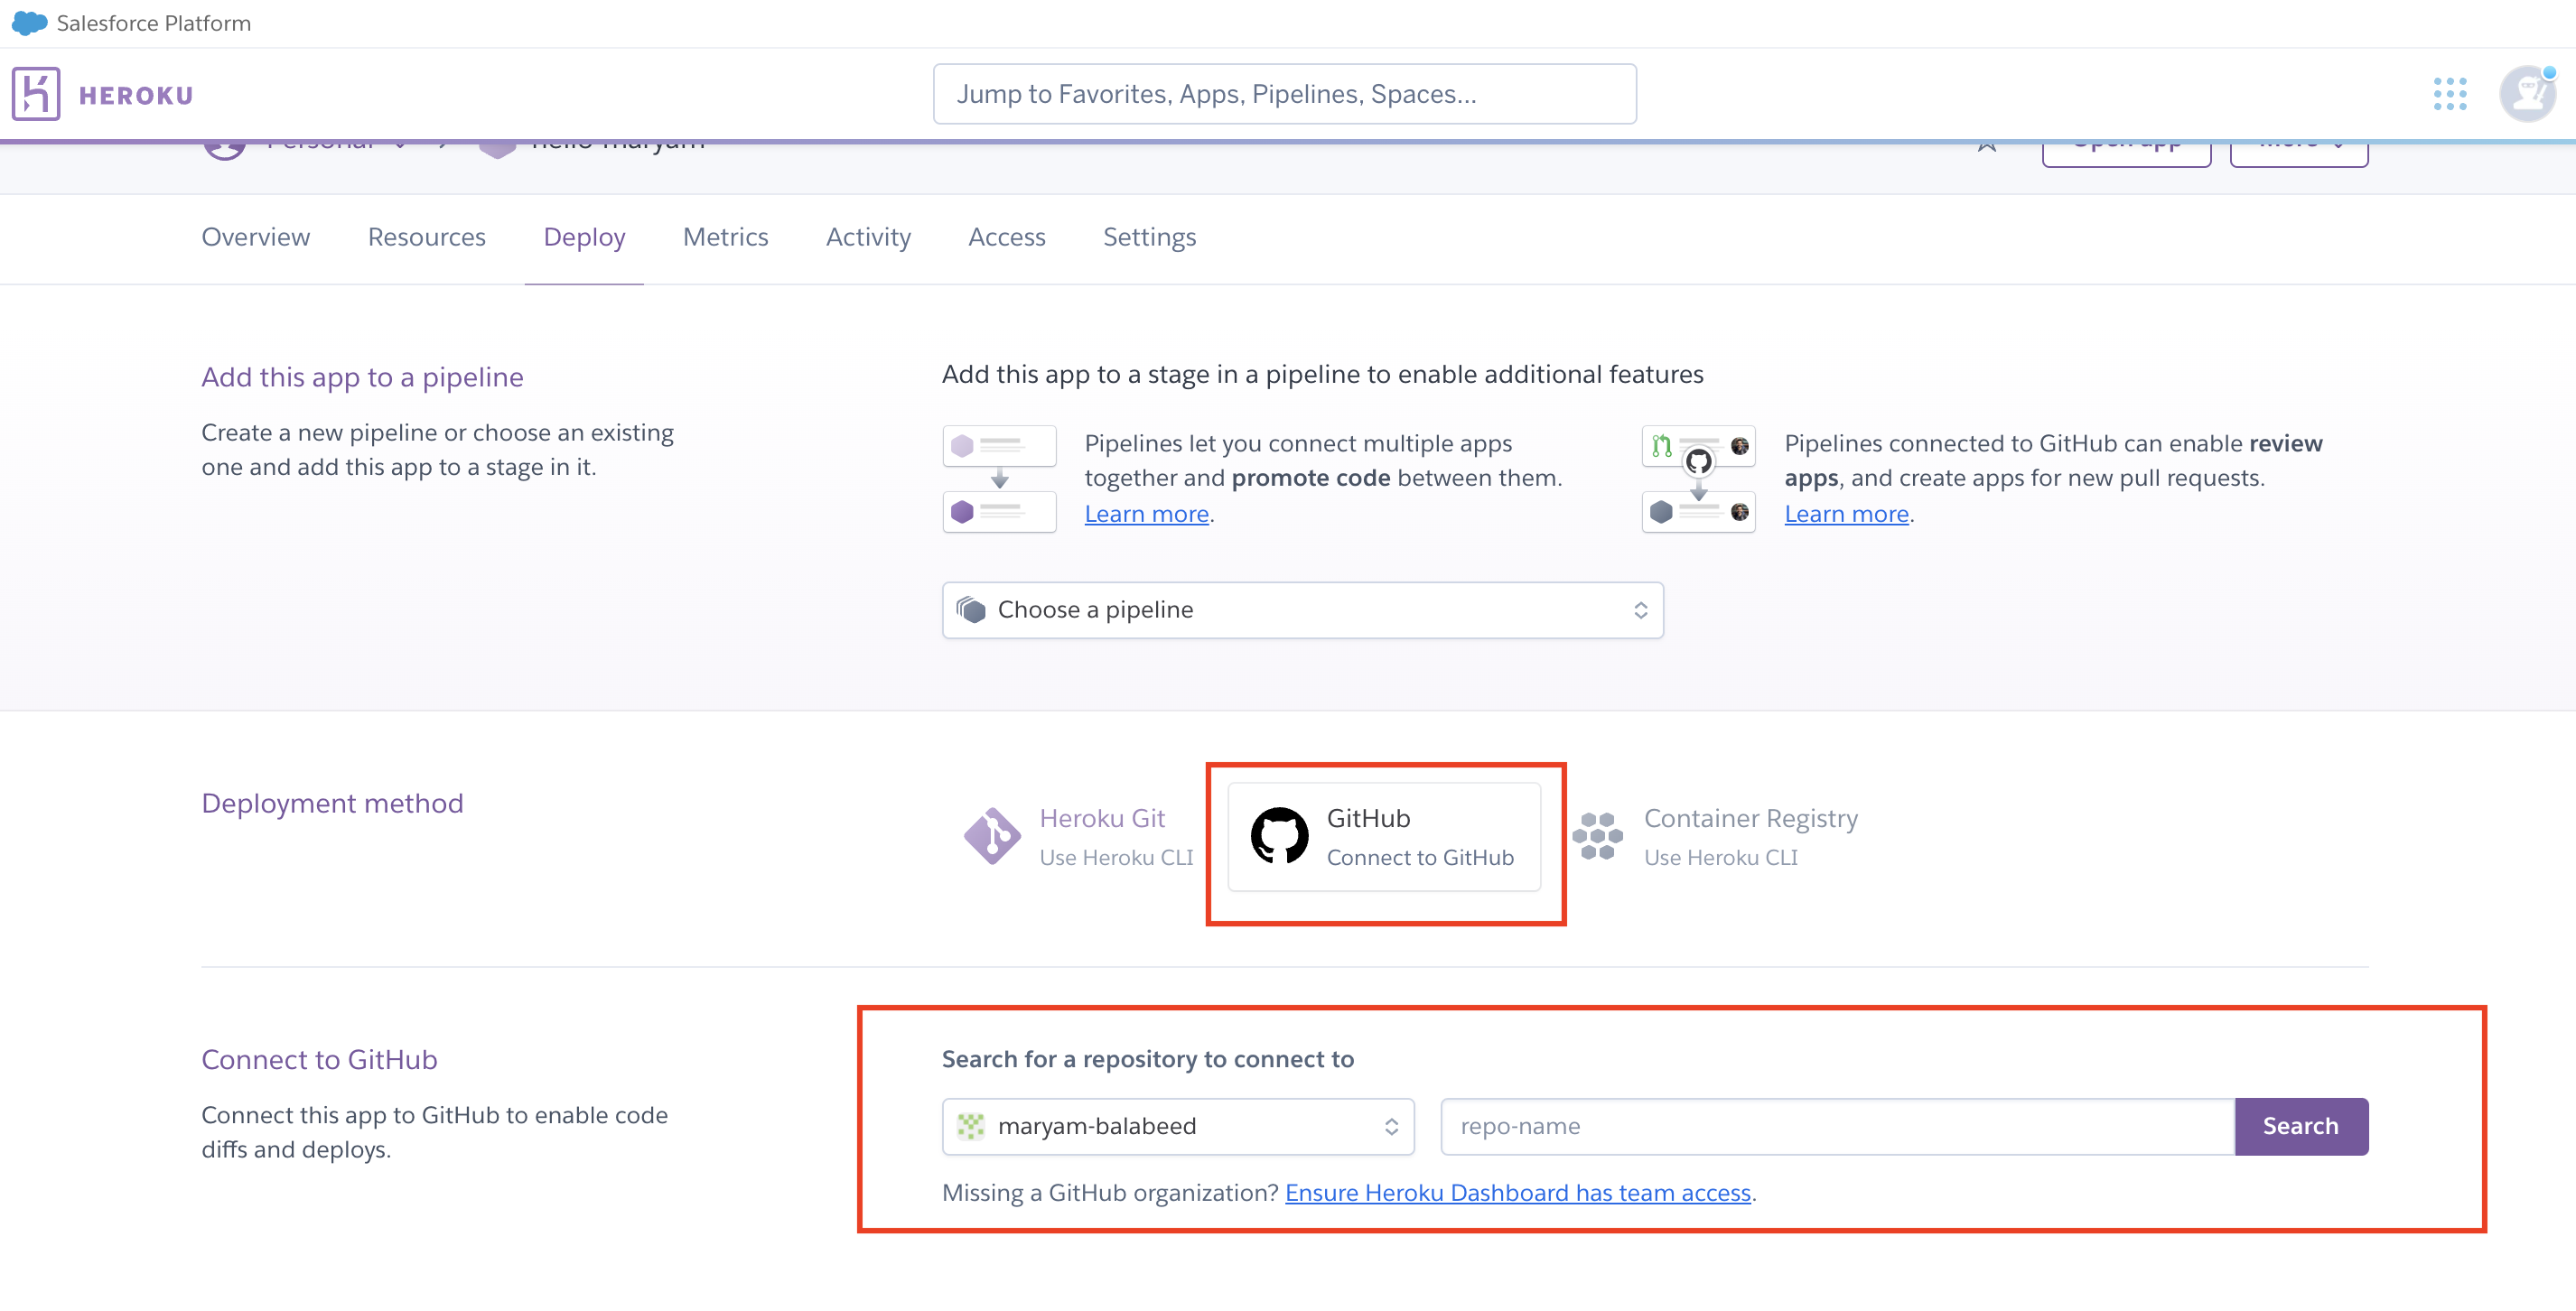 Salesforce Platform
HEROKU
Jump to Favorites, Apps, Pipelines, Spaces...
Personal
hello-maryam
Open app
More
Overview
Resources
Deploy
Metrics
Activity
Access
Settings
Add this app to a pipeline
Create a new pipeline or choose an existing
one and add this app to a stage in it.
Add this app to a stage in a pipeline to enable additional features
Pipelines let you connect multiple apps
together and promote code between them.
Learn more.
Pipelines connected to GitHub can enable review
apps, and create apps for new pull requests.
Learn more.
Choose a pipeline
Deployment method
Heroku Git
Use Heroku CLI
GitHub
Connect to GitHub
Container Registry
Use Heroku CLI
Connect to GitHub
Connect this app to GitHub to enable code
diffs and deploys.
Search for a repository to connect to
maryam-balabeed
repo-name
Search
Missing a GitHub organization? Ensure Heroku Dashboard has team access.